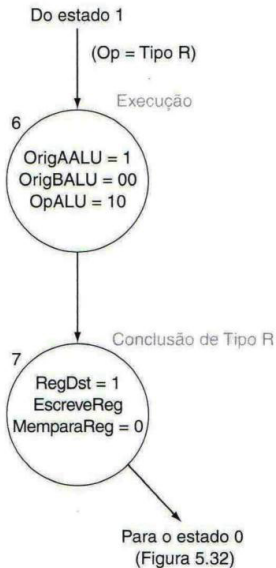 Do estado 1
(Op = Tipo R)
Execução
6
OrigAALU = 1
OrigBALU = 00
OpALU = 10
Conclusão de Tipo R
7
RegDst = 1
EscreveReg
MemparaReg = 0
Para o estado 0
(Figura 5.32)